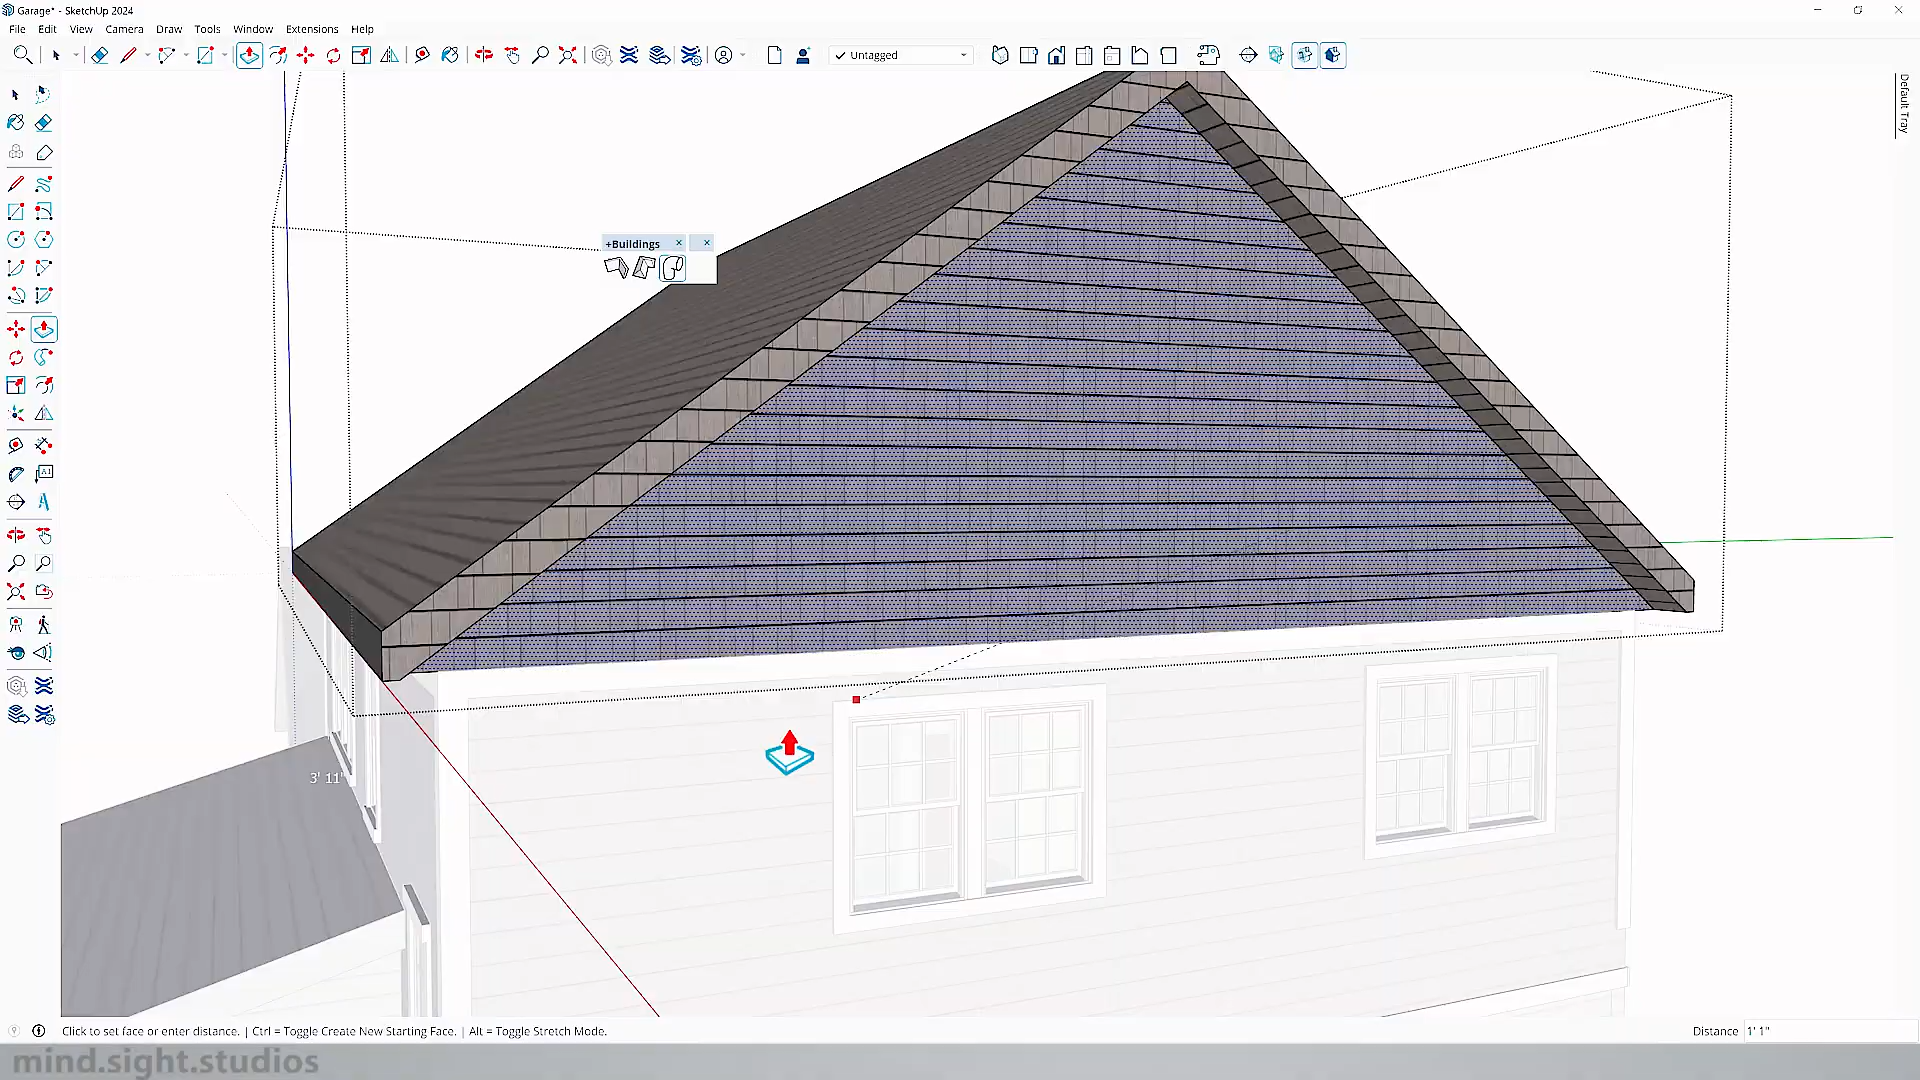 Garage* - SketchUp 2024
File Edit View Camera Draw Tools Window Extensions Help
Untagged
Default Tray
+Buildings
3' 11"
Click to set face or enter distance. | Ctrl = Toggle Create New Starting Face. | Alt = Toggle Stretch Mode.
Distance 1' 1"
mind.sight.studios